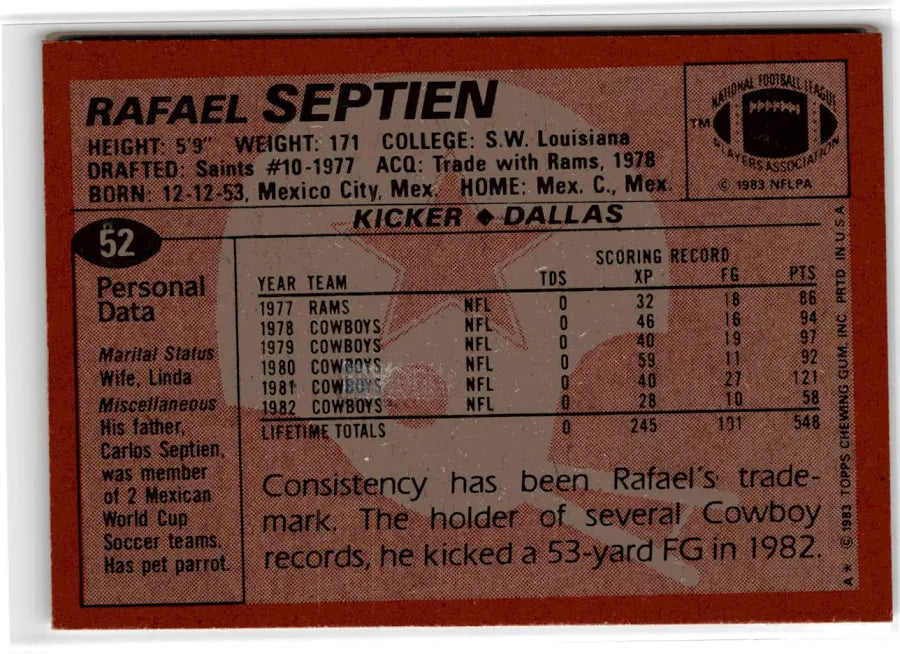 RAFAEL SEPTIEN
HEIGHT: 5'9" WEIGHT: 171 COLLEGE: S.W. Louisiana
DRAFTED: Saints #10-1977 ACQ: Trade with Rams, 1978
BORN: 12-12-53, Mexico City, Mex. HOME: Mex. C., Mex.
NATIONAL FOOTBALL LEAGUE
PLAYERS ASSOCIATION
TM
© 1983 NFLPA
KICKER ◆ DALLAS
52
Personal
Data
Marital Status
Wife, Linda
Miscellaneous
His father,
Carlos Septien,
was member
of 2 Mexican
World Cup
Soccer teams.
Has pet parrot.
SCORING RECORD
YEAR TEAM TDS XP FG PTS
1977 RAMS NFL 0 32 18 86
1978 COWBOYS NFL 0 46 16 94
1979 COWBOYS NFL 0 40 19 97
1980 COWBOYS NFL 0 59 11 92
1981 COWBOYS NFL 0 40 27 121
1982 COWBOYS NFL 0 28 10 58
LIFETIME TOTALS 0 245 101 548
Consistency has been Rafael's trade-
mark. The holder of several Cowboy
records, he kicked a 53-yard FG in 1982.
A* © 1983 TOPPS CHEWING GUM, INC. PRTD. IN U.S.A.